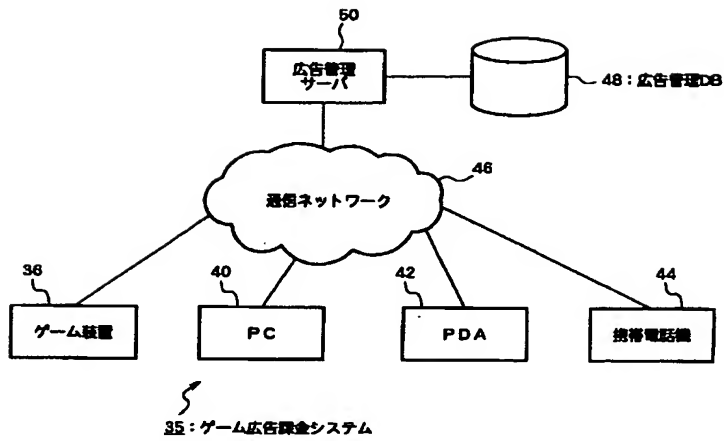 50
広告管理
サーバ
48：広告管理DB
46
通信ネットワーク
36
40
42
44
ゲーム装置
PC
PDA
携帯電話機
35：ゲーム広告課金システム